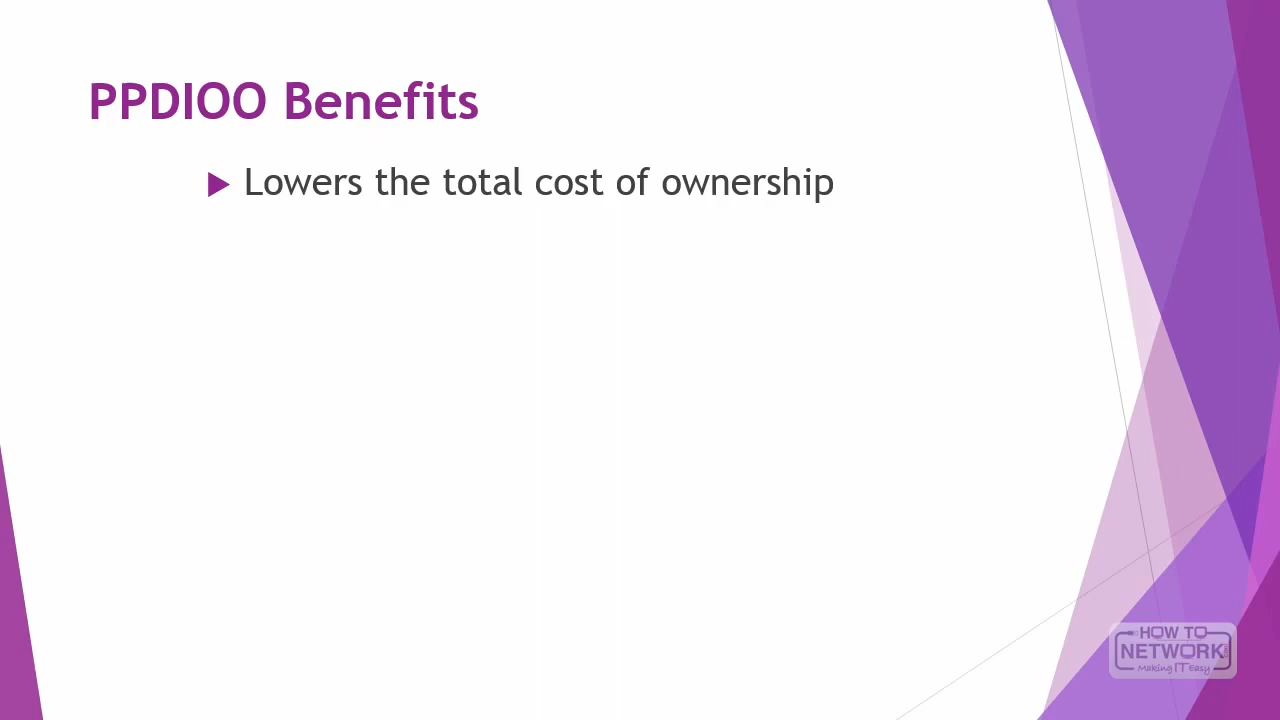 PPDIOO Benefits
Lowers the total cost of ownership
HOW TO
NETWORK
Making IT Easy